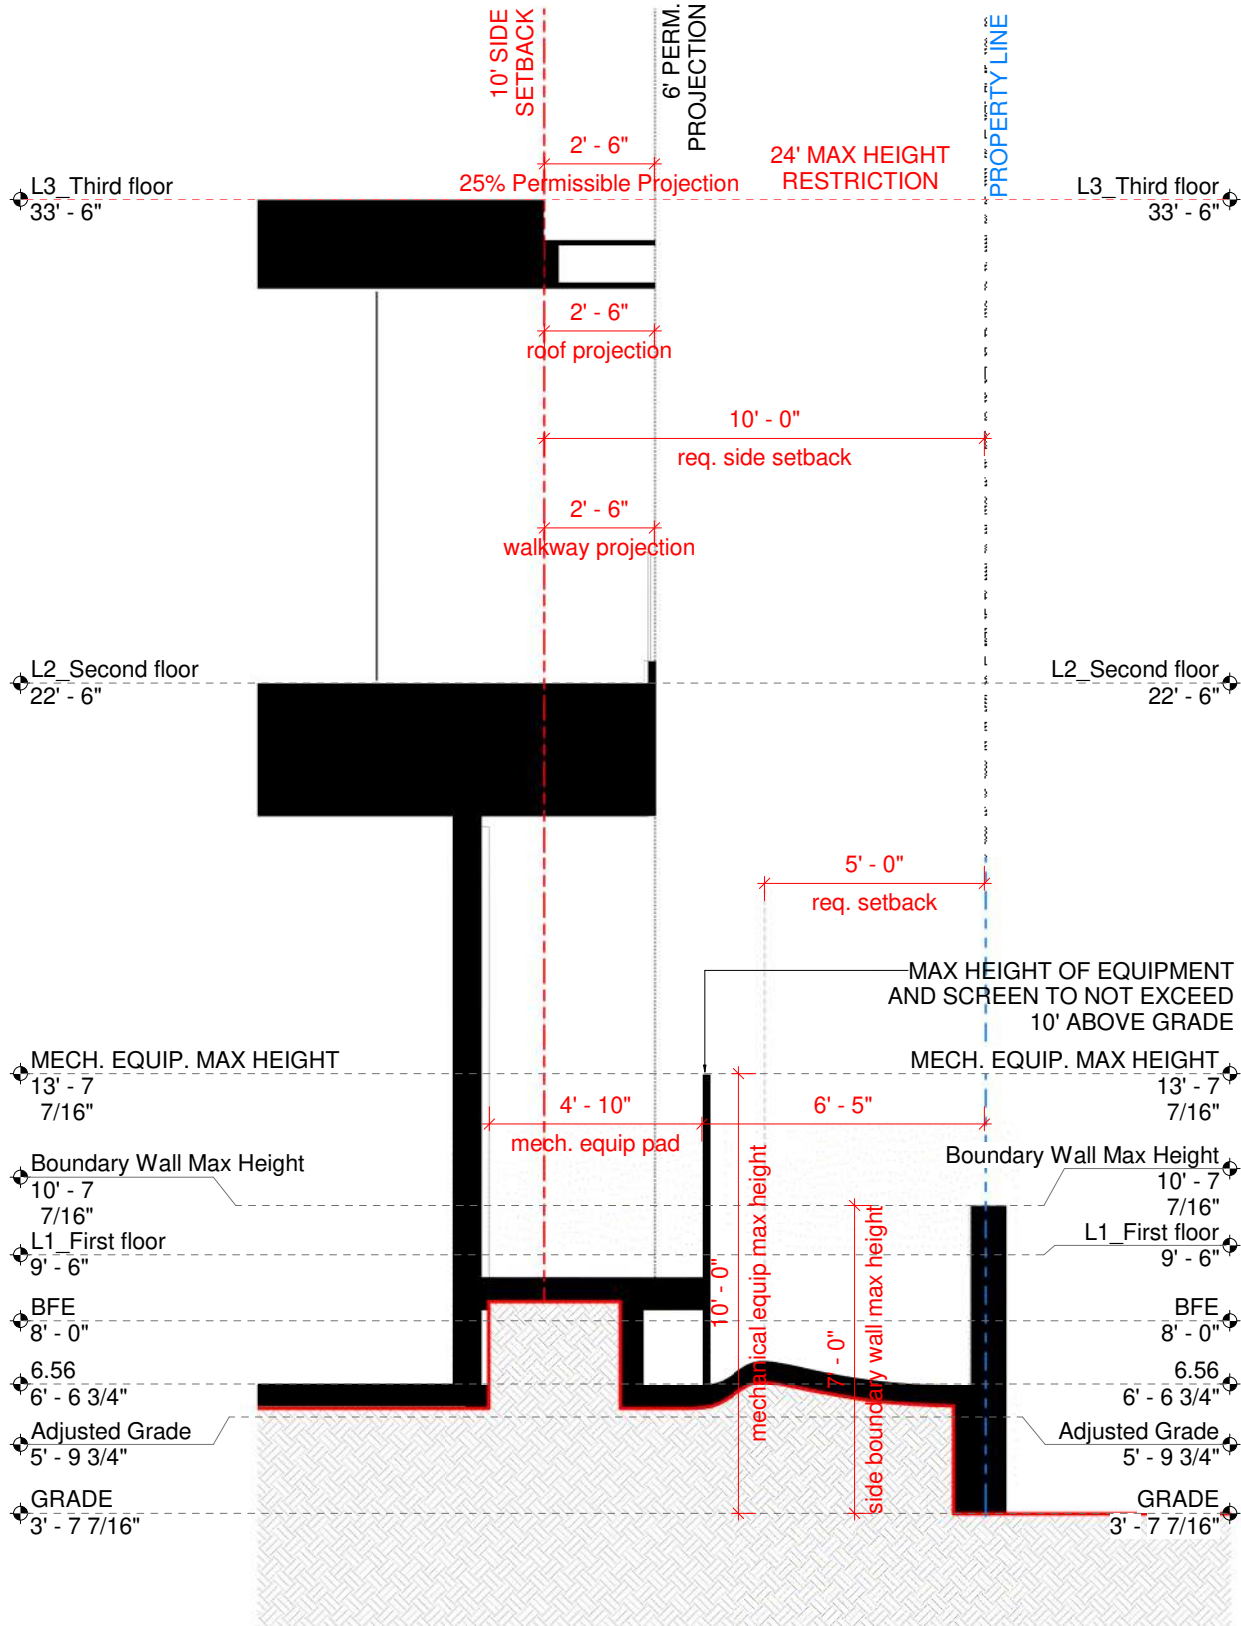 10' SIDE
SETBACK
6' PERM.
PROJECTION
PROPERTY LINE
2' - 6"
25% Permissible Projection
24' MAX HEIGHT
RESTRICTION
L3_Third floor
33' - 6"
L3_Third floor
33' - 6"
2' - 6"
roof projection
10' - 0"
req. side setback
2' - 6"
walkway projection
L2_Second floor
22' - 6"
L2_Second floor
22' - 6"
5' - 0"
req. setback
MAX HEIGHT OF EQUIPMENT
AND SCREEN TO NOT EXCEED
10' ABOVE GRADE
MECH. EQUIP. MAX HEIGHT
13' - 7
7/16"
MECH. EQUIP. MAX HEIGHT
13' - 7
7/16"
4' - 10"
mech. equip pad
6' - 5"
Boundary Wall Max Height
10' - 7
7/16"
Boundary Wall Max Height
10' - 7
7/16"
10' - 0"
mechanical equip max height
7' - 0"
side boundary wall max height
L1_First floor
9' - 6"
L1_First floor
9' - 6"
BFE
8' - 0"
BFE
8' - 0"
6.56
6' - 6 3/4"
6.56
6' - 6 3/4"
Adjusted Grade
5' - 9 3/4"
Adjusted Grade
5' - 9 3/4"
GRADE
3' - 7 7/16"
GRADE
3' - 7 7/16"